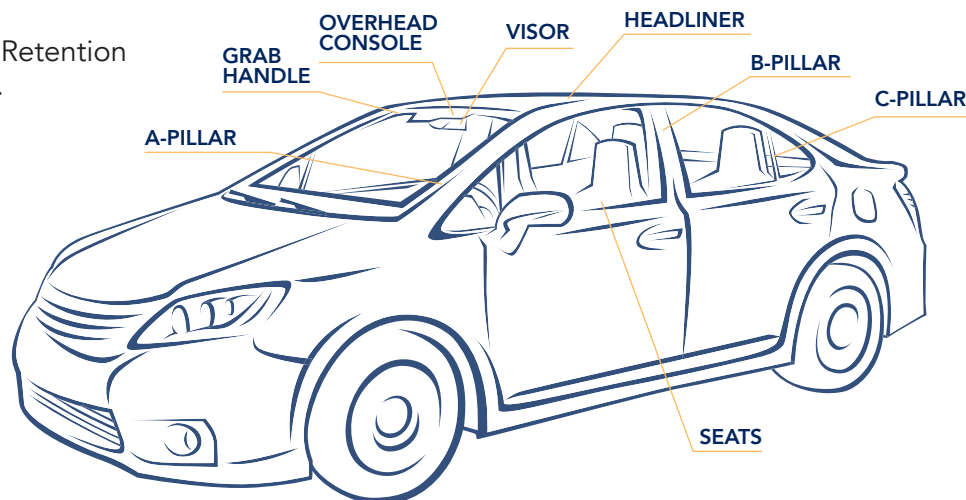 Retention
.
OVERHEAD
CONSOLE
GRAB
HANDLE
VISOR
HEADLINER
B-PILLAR
C-PILLAR
A-PILLAR
SEATS